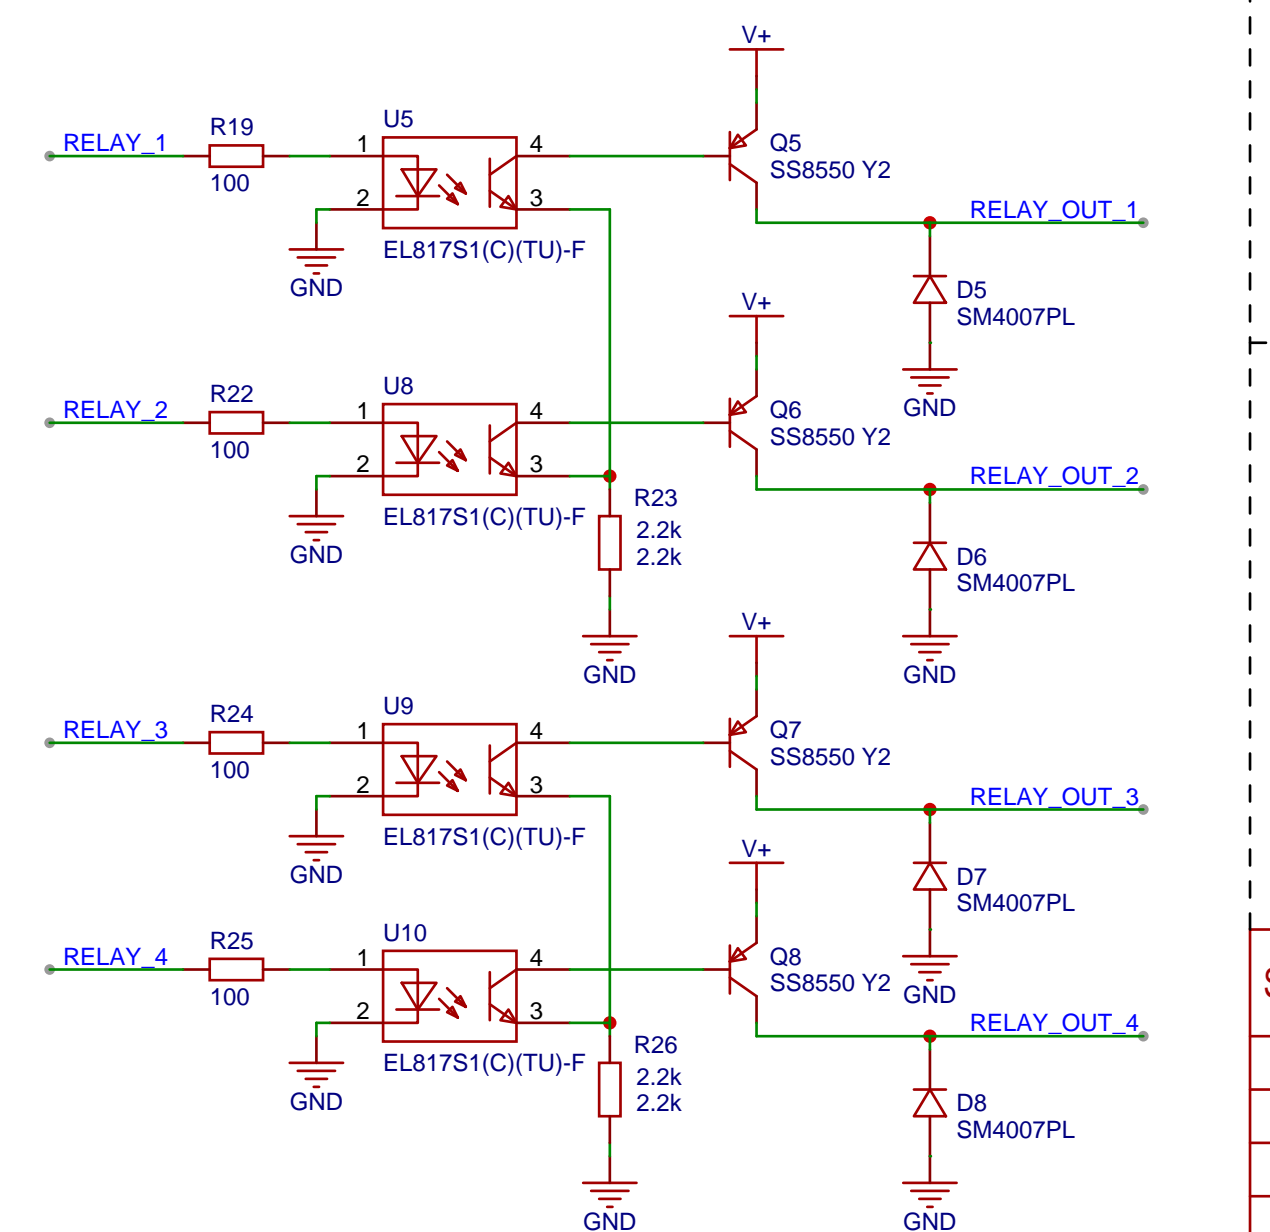 V+
RELAY_1
R19
100
U5
1
2
4
3
EL817S1(C)(TU)-F
GND
Q5
SS8550 Y2
RELAY_OUT_1
D5
SM4007PL
GND
V+
RELAY_2
R22
100
U8
1
2
4
3
EL817S1(C)(TU)-F
GND
Q6
SS8550 Y2
RELAY_OUT_2
R23
2.2k
2.2k
GND
D6
SM4007PL
GND
V+
RELAY_3
R24
100
U9
1
2
4
3
EL817S1(C)(TU)-F
GND
Q7
SS8550 Y2
RELAY_OUT_3
D7
SM4007PL
GND
V+
RELAY_4
R25
100
U10
1
2
4
3
EL817S1(C)(TU)-F
GND
Q8
SS8550 Y2
RELAY_OUT_4
R26
2.2k
2.2k
GND
D8
SM4007PL
GND